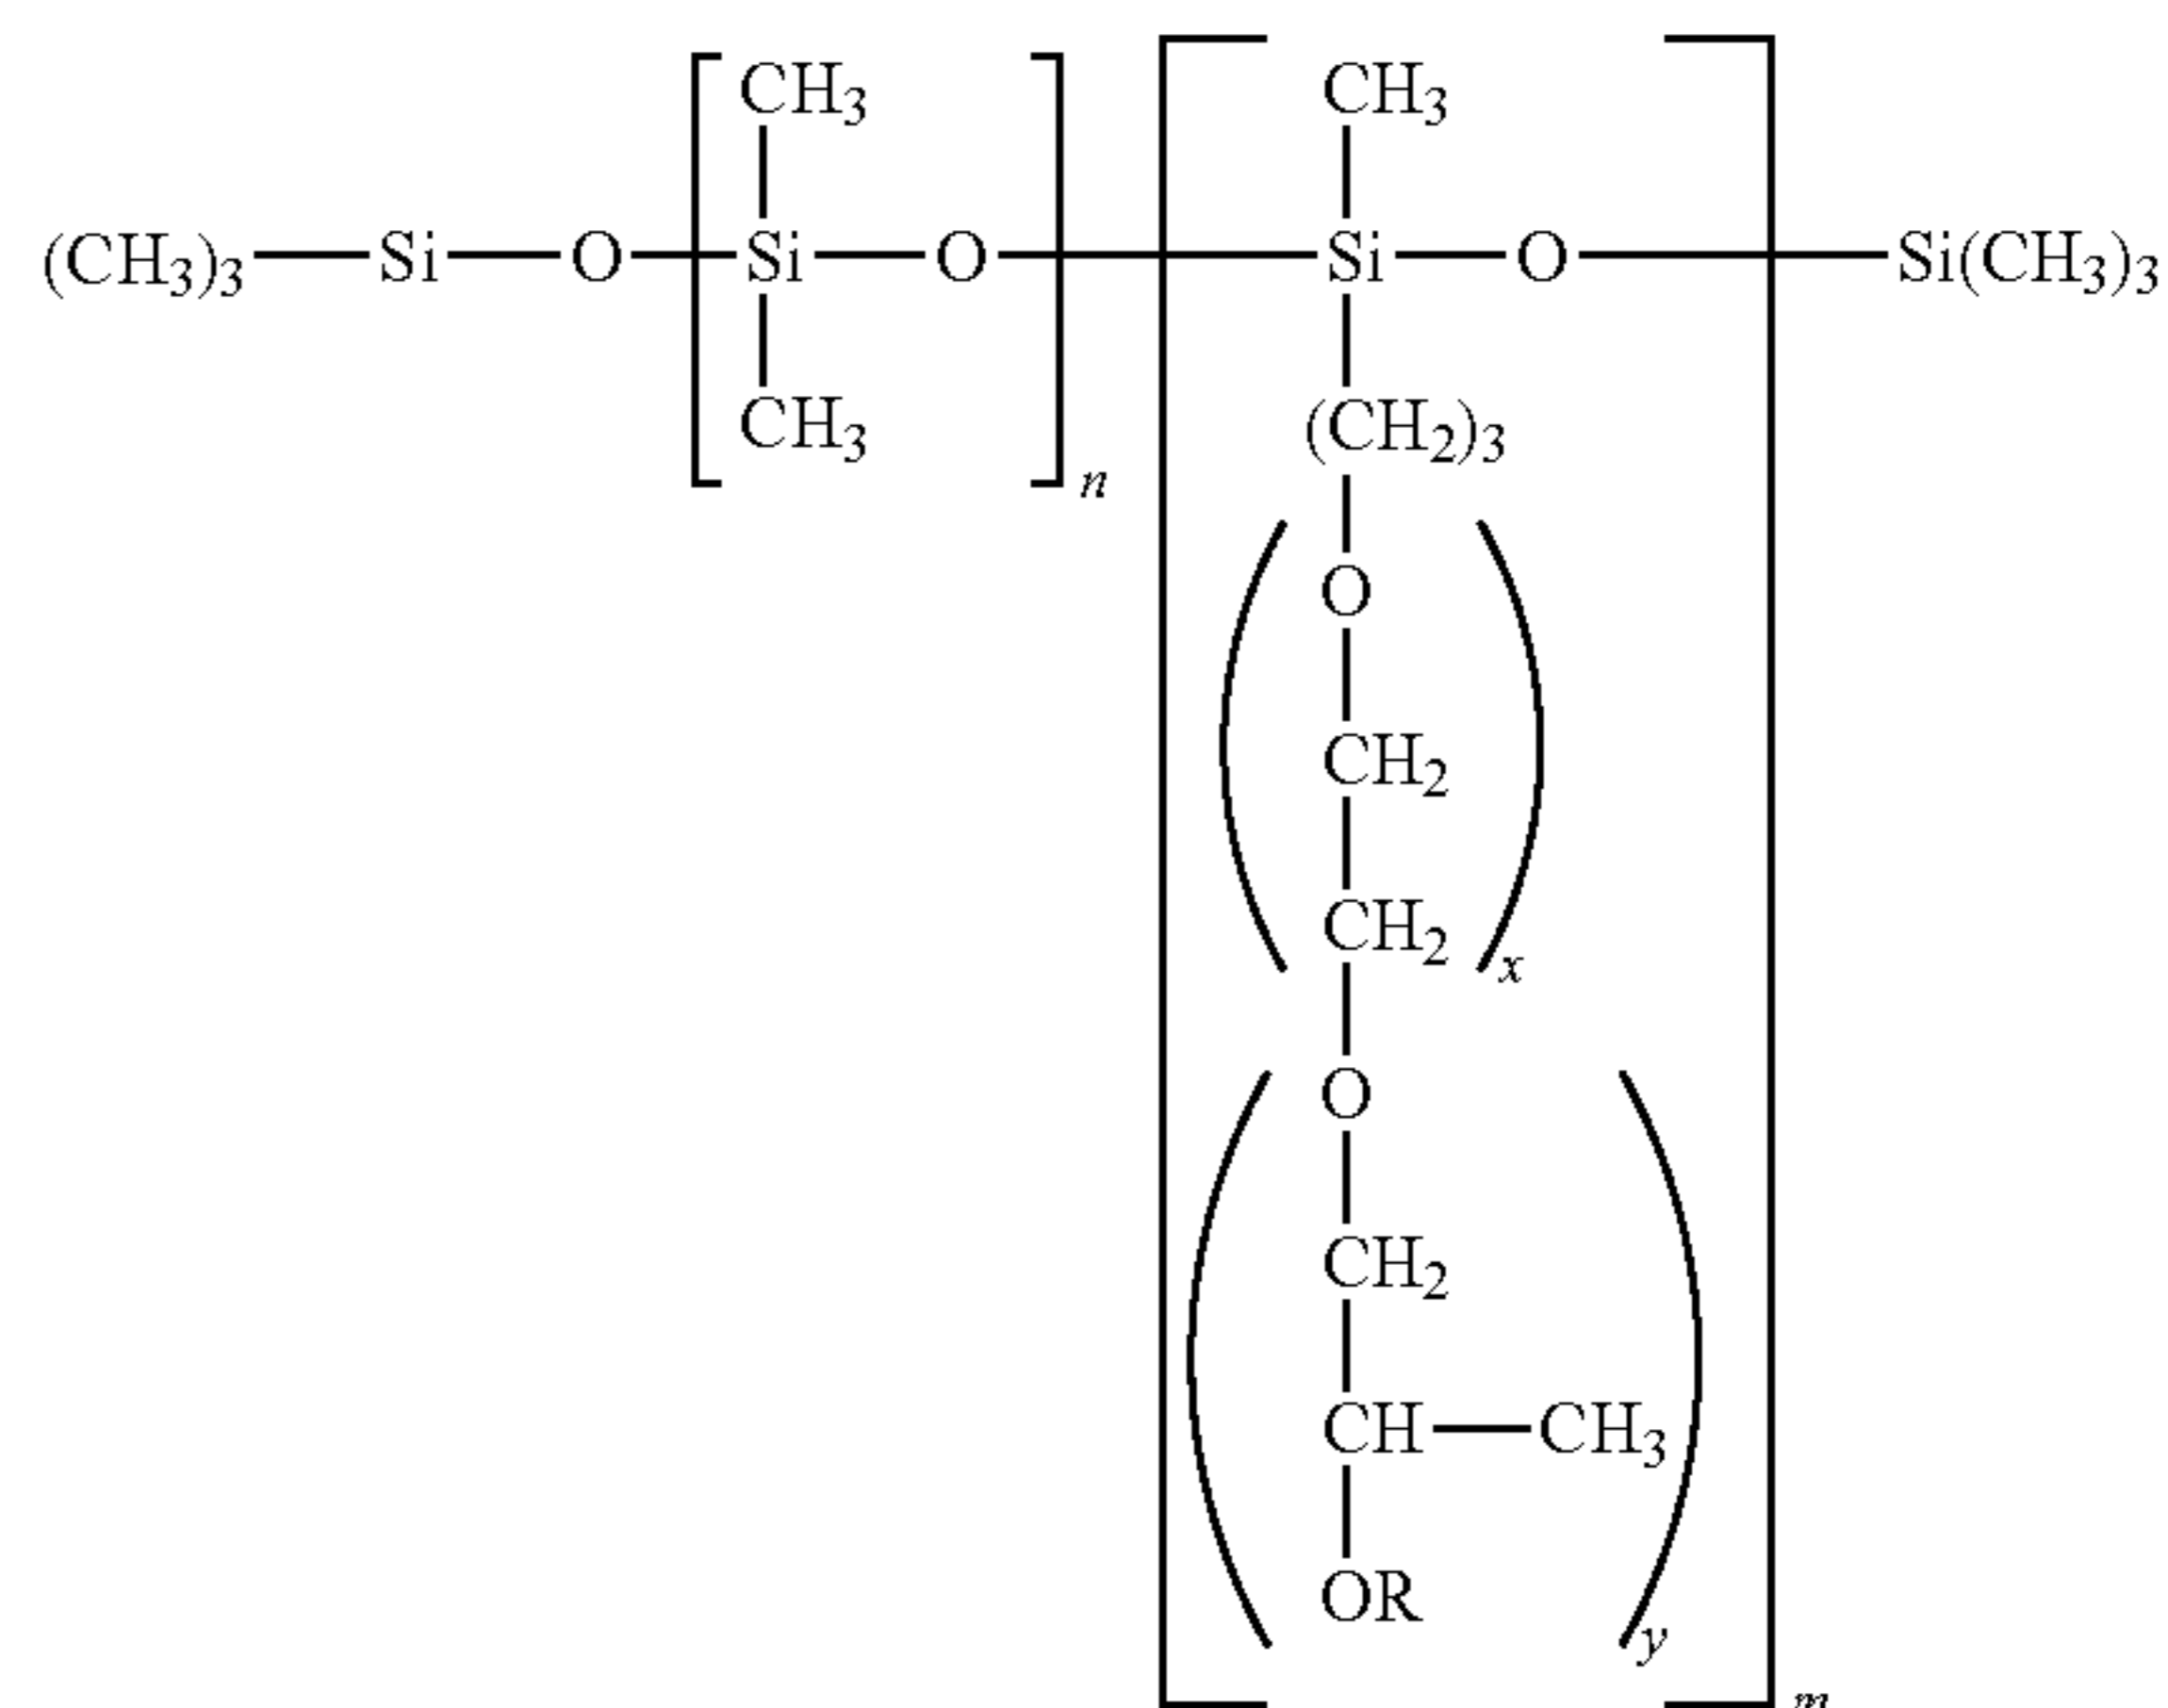 CH₃ CH₃
(CH₃)₃ Si O Si O Si O Si(CH₃)₃
CH₃ (CH₂)₃
n
O
CH₂
CH₂
x
O
CH₂
CH CH₃
OR
y
m